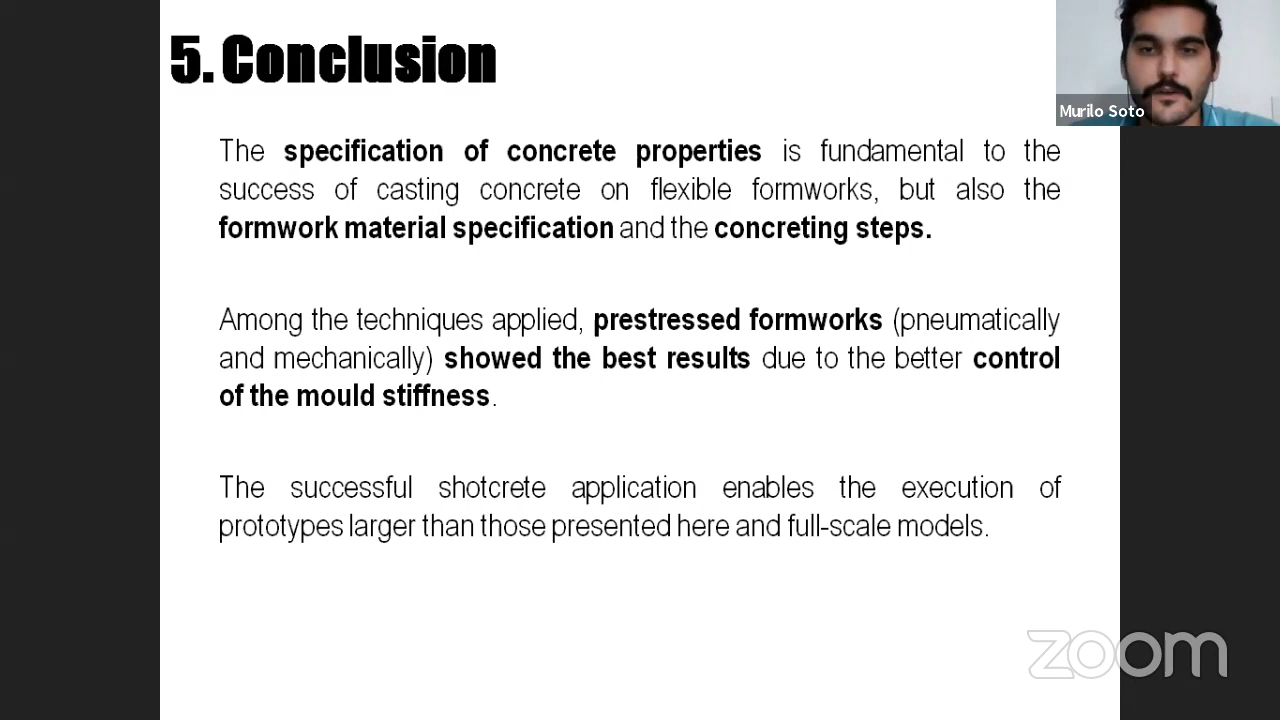 5. Conclusion
Murilo Soto
The specification of concrete properties is fundamental to the
success of casting concrete on flexible formworks, but also the
formwork material specification and the concreting steps.
Among the techniques applied, prestressed formworks (pneumatically
and mechanically) showed the best results due to the better control
of the mould stiffness.
The successful shotcrete application enables the execution of
prototypes larger than those presented here and full-scale models.
zoom